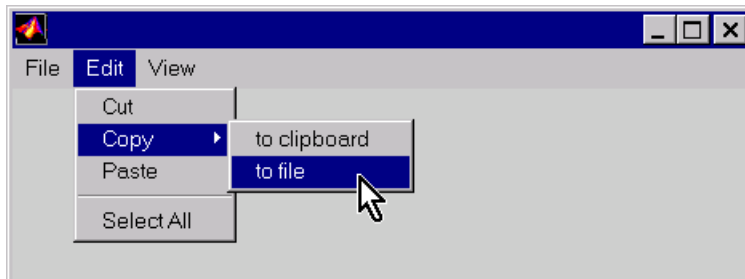 File Edit View
Cut
Copy to clipboard
Paste to file
Select All